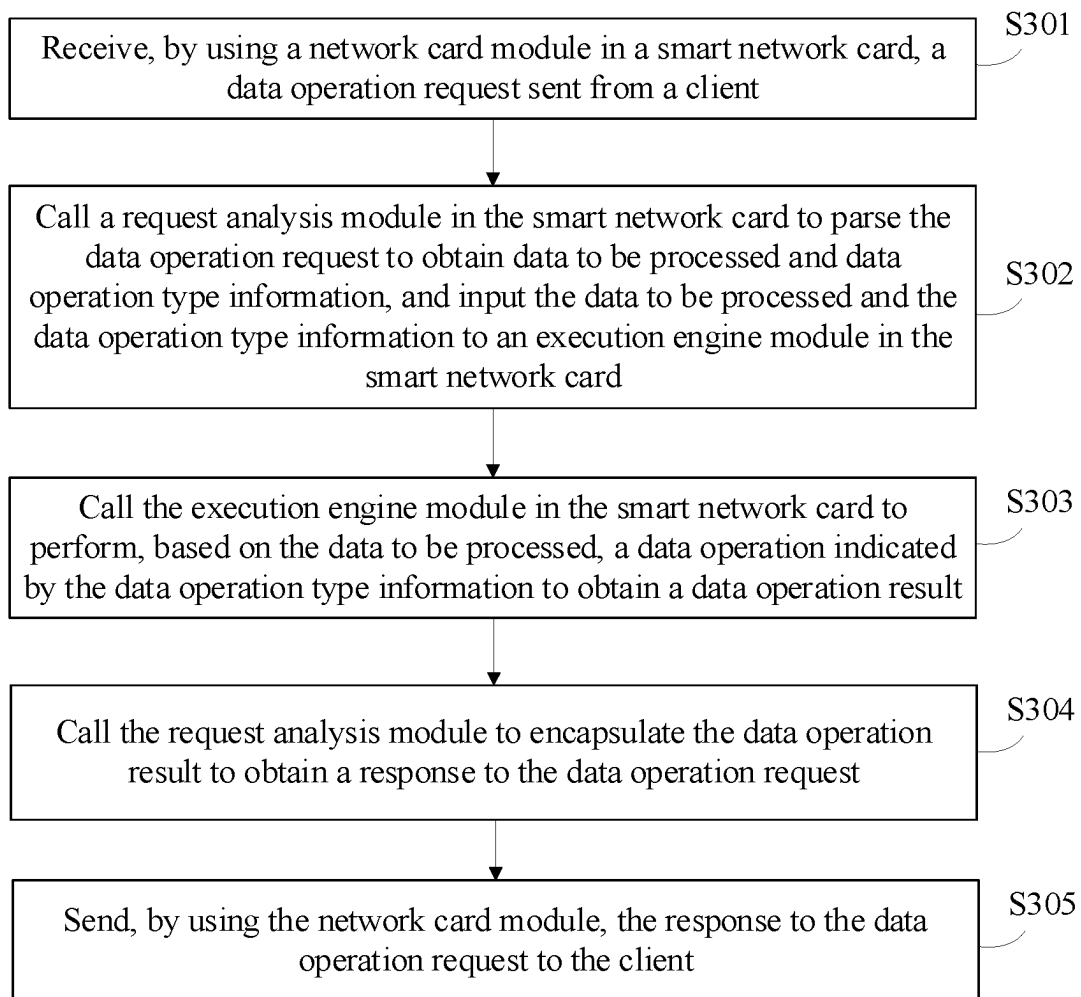 S301
Receive, by using a network card module in a smart network card, a
data operation request sent from a client
Call a request analysis module in the smart network card to parse the
data operation request to obtain data to be processed and data
operation type information, and input the data to be processed and the
data operation type information to an execution engine module in the
smart network card
S302
Call the execution engine module in the smart network card to
perform, based on the data to be processed, a data operation indicated
by the data operation type information to obtain a data operation result
S303
Call the request analysis module to encapsulate the data operation
result to obtain a response to the data operation request
S304
Send, by using the network card module, the response to the data
operation request to the client
S305